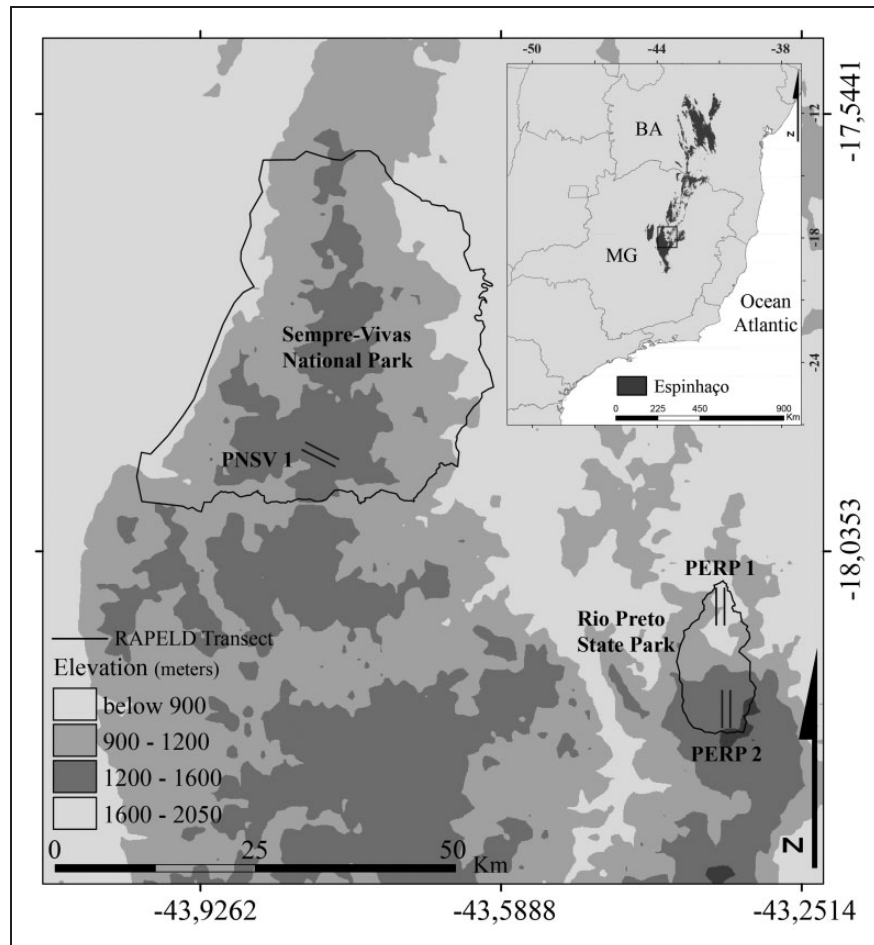 -50
-44
-38
-17,5441
-12
N
BA
-18
MG
Ocean
Atlantic
-24
Espinhaço
0
225
450
900
Km
Sempre-Vivas
National Park
PNSV 1
-18,0353
PERP 1
Rio Preto
State Park
PERP 2
RAPELD Transect
Elevation (meters)
below 900
900 - 1200
1200 - 1600
1600 - 2050
0
25
50
Km
N
-43,9262
-43,5888
-43,2514